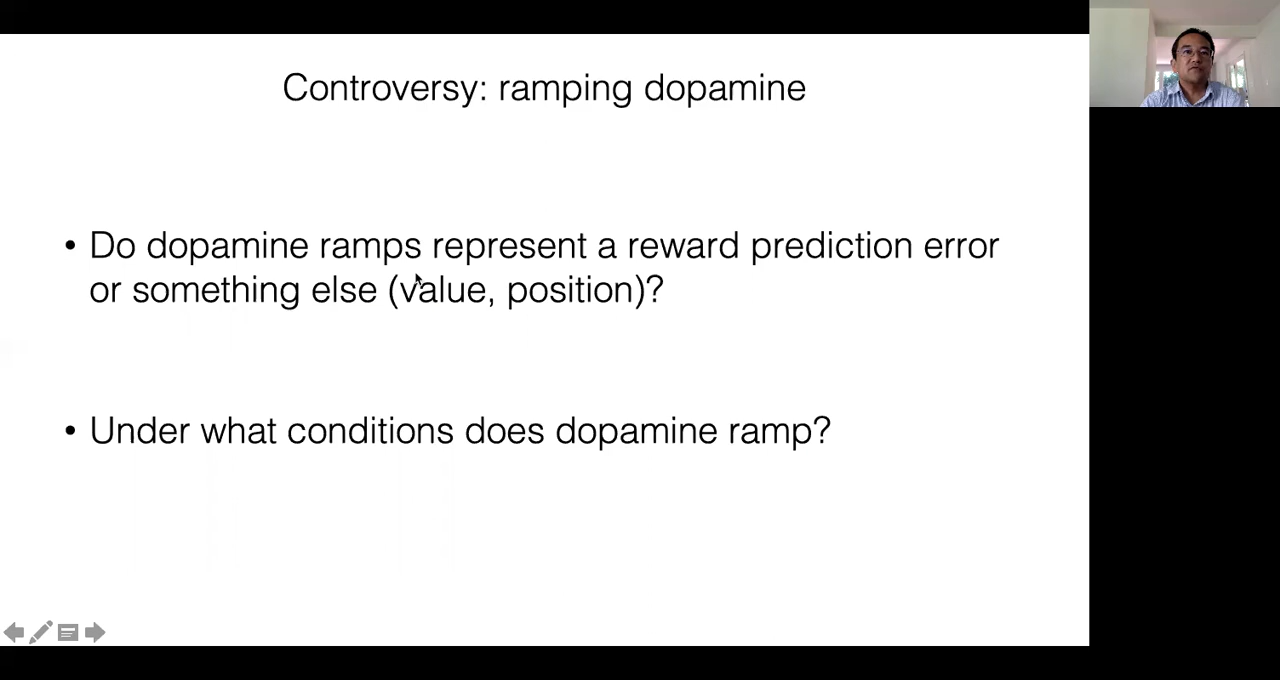 Controversy: ramping dopamine
• Do dopamine ramps represent a reward prediction error
or something else (value, position)?
• Under what conditions does dopamine ramp?